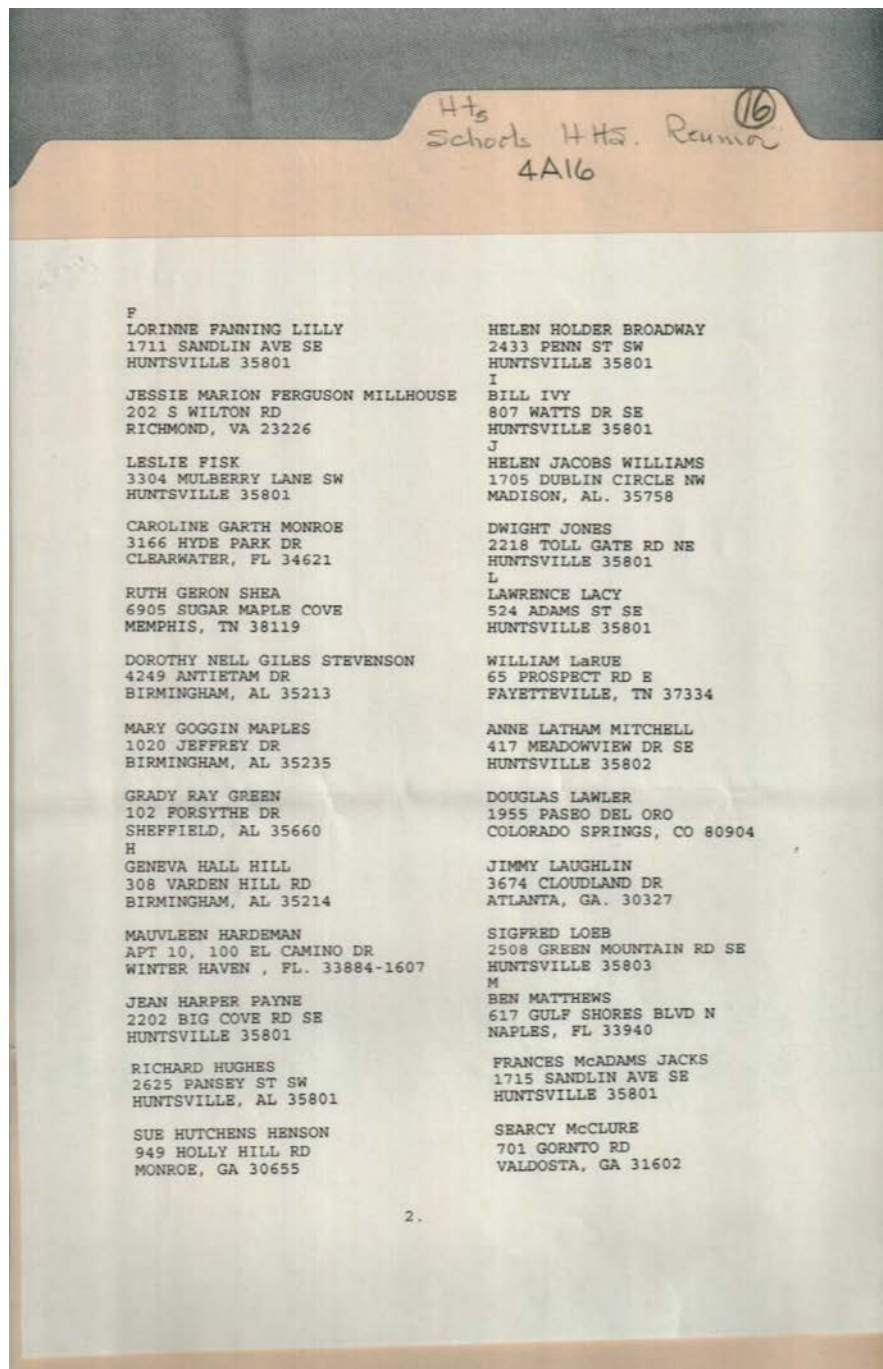 Hts
Schools HHS. Reunion
16
4A16
F
LORINNE FANNING LILLY
1711 SANDLIN AVE SE
HUNTSVILLE 35801
JESSIE MARION FERGUSON MILLHOUSE
202 S WILTON RD
RICHMOND, VA 23226
LESLIE FISK
3304 MULBERRY LANE SW
HUNTSVILLE 35801
CAROLINE GARTH MONROE
3166 HYDE PARK DR
CLEARWATER, FL 34621
RUTH GERON SHEA
6905 SUGAR MAPLE COVE
MEMPHIS, TN 38119
DOROTHY NELL GILES STEVENSON
4249 ANTIETAM DR
BIRMINGHAM, AL 35213
MARY GOGGIN MAPLES
1020 JEFFREY DR
BIRMINGHAM, AL 35235
GRADY RAY GREEN
102 FORSYTHE DR
SHEFFIELD, AL 35660
H
GENEVA HALL HILL
308 VARDEN HILL RD
BIRMINGHAM, AL 35214
MAUVLEEN HARDEMAN
APT 10, 100 EL CAMINO DR
WINTER HAVEN , FL. 33884-1607
JEAN HARPER PAYNE
2202 BIG COVE RD SE
HUNTSVILLE 35801
RICHARD HUGHES
2625 PANSEY ST SW
HUNTSVILLE, AL 35801
SUE HUTCHENS HENSON
949 HOLLY HILL RD
MONROE, GA 30655
HELEN HOLDER BROADWAY
2433 PENN ST SW
HUNTSVILLE 35801
I
BILL IVY
807 WATTS DR SE
HUNTSVILLE 35801
J
HELEN JACOBS WILLIAMS
1705 DUBLIN CIRCLE NW
MADISON, AL. 35758
DWIGHT JONES
2218 TOLL GATE RD NE
HUNTSVILLE 35801
L
LAWRENCE LACY
524 ADAMS ST SE
HUNTSVILLE 35801
WILLIAM LaRUE
65 PROSPECT RD E
FAYETTEVILLE, TN 37334
ANNE LATHAM MITCHELL
417 MEADOWVIEW DR SE
HUNTSVILLE 35802
DOUGLAS LAWLER
1955 PASEO DEL ORO
COLORADO SPRINGS, CO 80904
JIMMY LAUGHLIN
3674 CLOUDLAND DR
ATLANTA, GA. 30327
SIGFRED LOEB
2508 GREEN MOUNTAIN RD SE
HUNTSVILLE 35803
M
BEN MATTHEWS
617 GULF SHORES BLVD N
NAPLES, FL 33940
FRANCES McADAMS JACKS
1715 SANDLIN AVE SE
HUNTSVILLE 35801
SEARCY McCLURE
701 GORNTO RD
VALDOSTA, GA 31602
2.